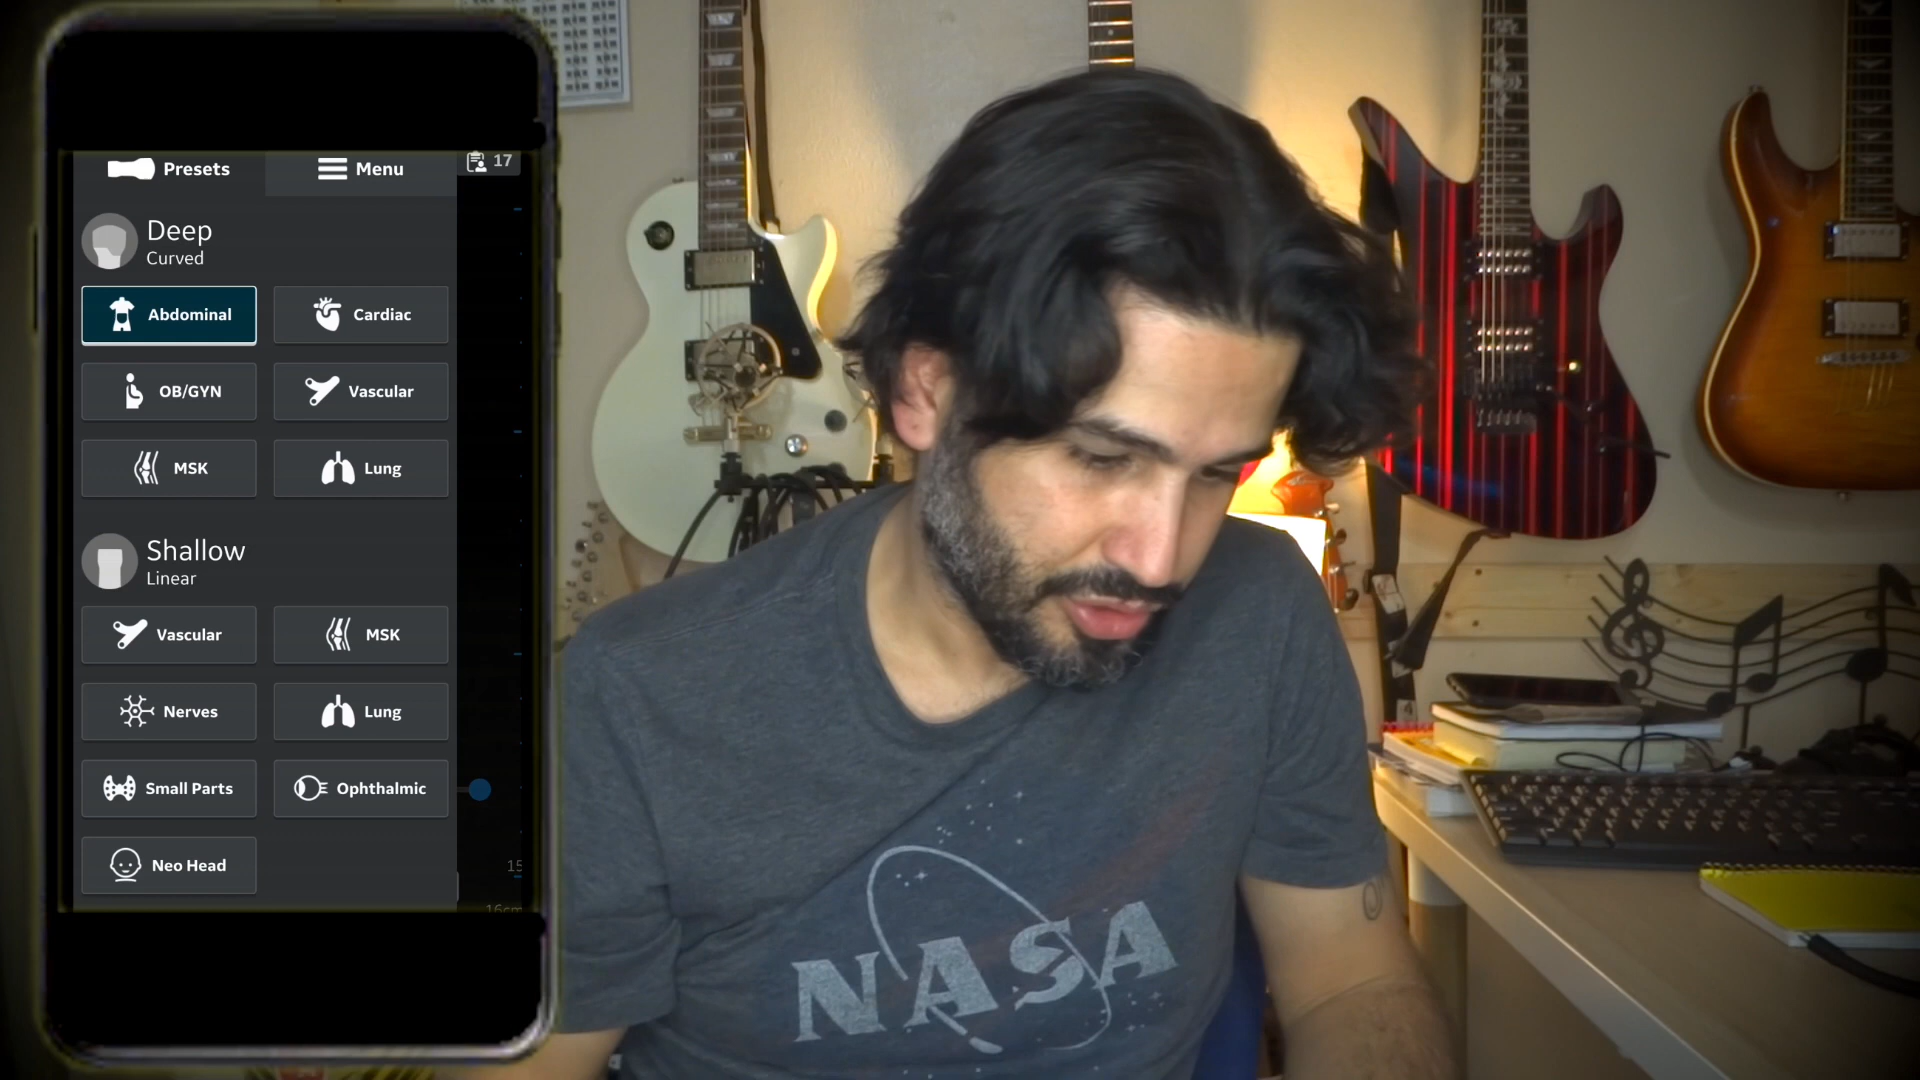 Presets
Menu
17
Deep
Curved
Abdominal
Cardiac
OB/GYN
Vascular
MSK
Lung
Shallow
Linear
Vascular
MSK
Nerves
Lung
Small Parts
Ophthalmic
Neo Head
15
16cm
NASA